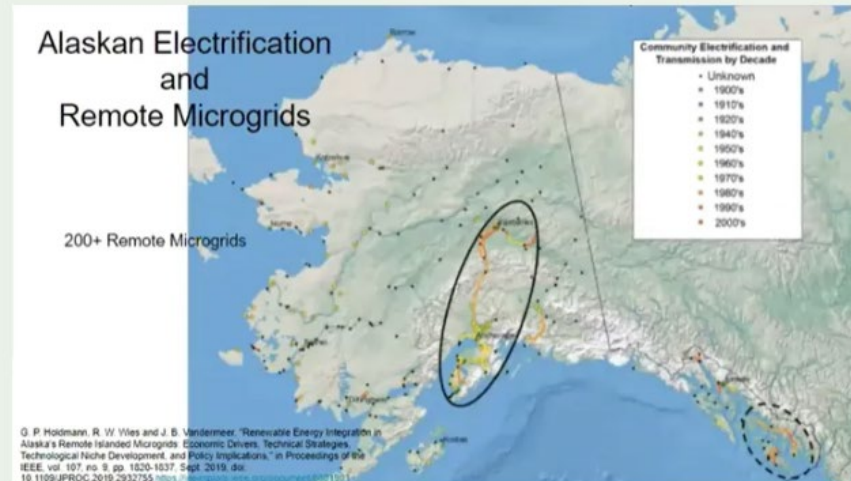 Alaskan Electrification
and
Remote Microgrids
200+ Remote Microgrids
Community Electrification and
Transmission by Decade
Unknown
1900's
1910's
1920's
1940's
1950's
1960's
1970's
1980's
1990's
2000's
Barrow
Fairbanks
G. P. Holdmann, R. W. Wies and J. B. Vandermeer, "Renewable Energy Integration in
Alaska's Remote Islanded Microgrids: Economic Drivers, Technical Strategies,
Technological Niche Development, and Policy Implications," in Proceedings of the
IEEE, vol. 107, no. 9, pp. 1820-1837, Sept. 2019, doi:
10.1109/JPROC.2019.2932755